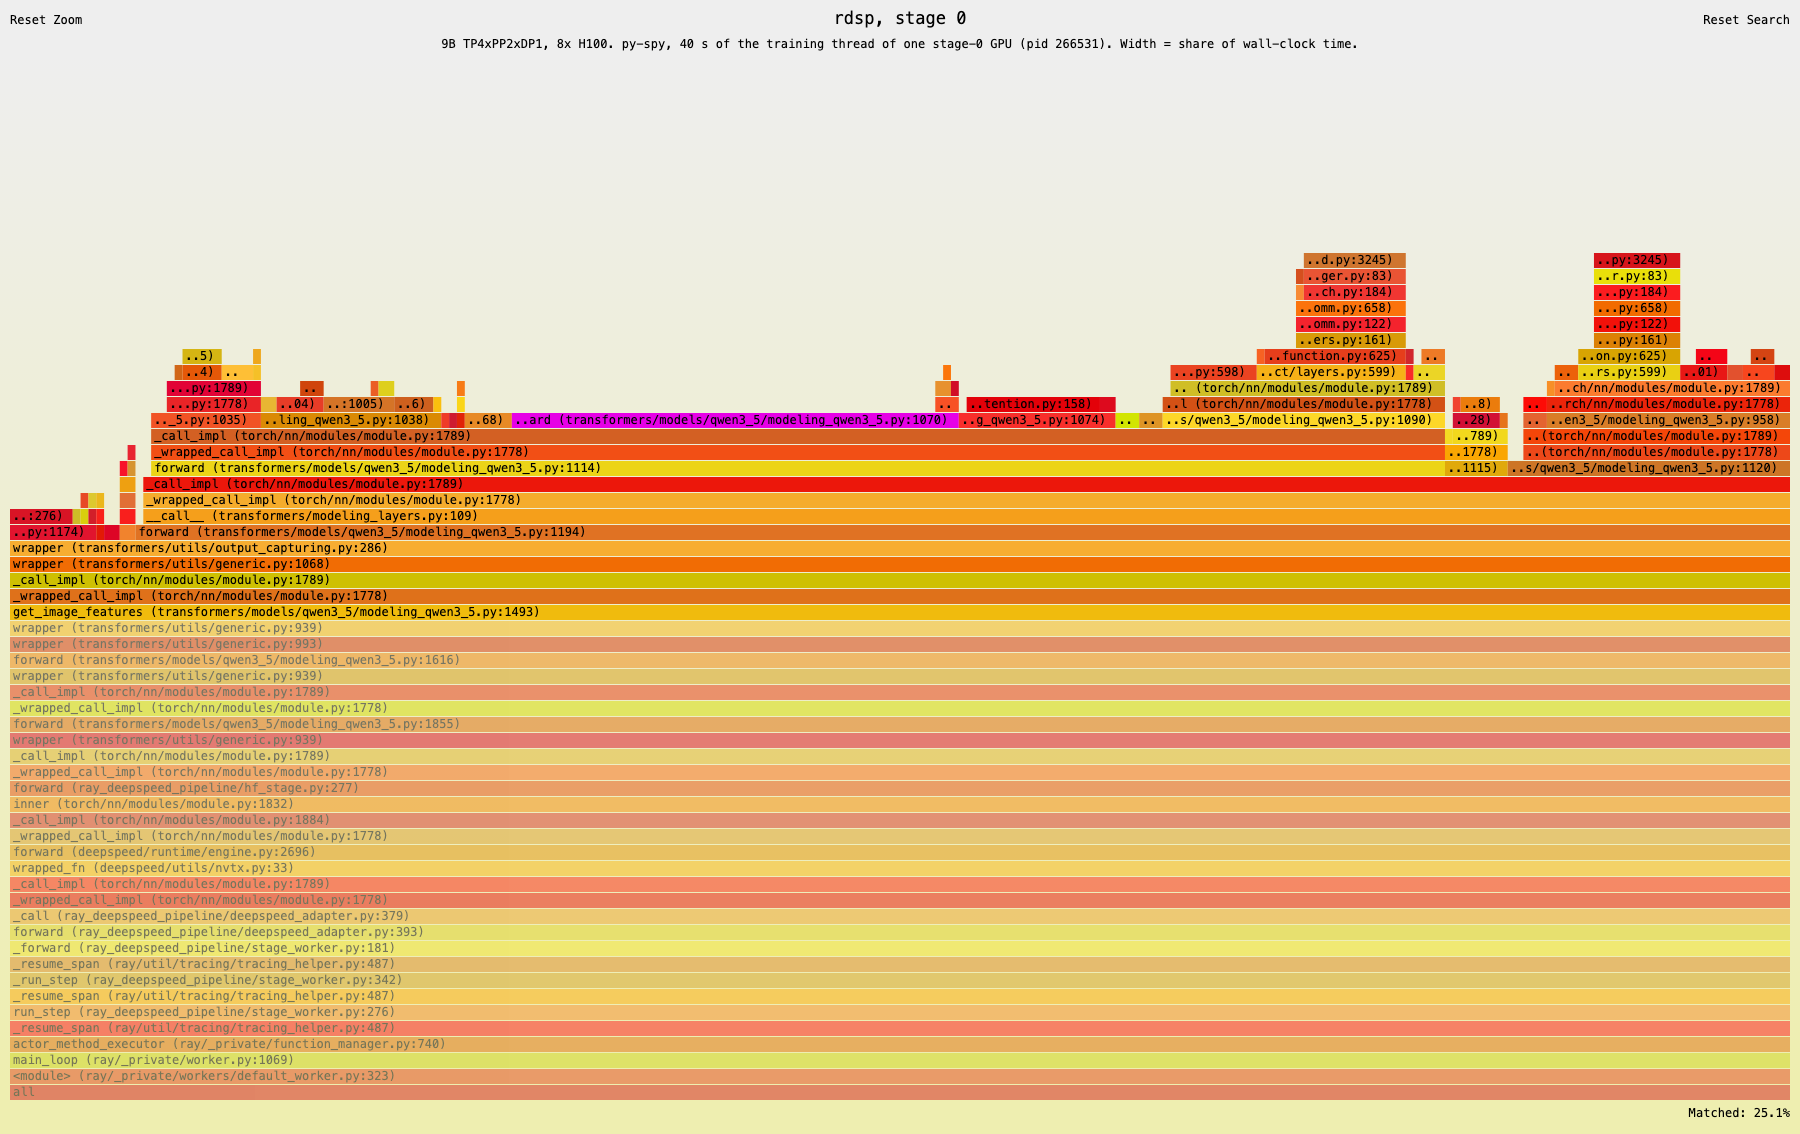 Reset Zoom
rdsp, stage 0
Reset Search
9B TP4xPP2xDP1, 8x H100. py-spy, 40 s of the training thread of one stage-0 GPU (pid 266531). Width = share of wall-clock time.
..d.py:3245) ..py:3245)
..ger.py:83) ..r.py:83)
..ch.py:184) ...py:184)
..omm.py:658) ...py:658)
..omm.py:122) ...py:122)
..ers.py:161) ...py:161)
..5) ..function.py:625) .. ..on.py:625) .. ..
..4) .. ...py:598) ..ct/layers.py:599) .. .. ..rs.py:599) ..01) ..
...py:1789) .. .. (torch/nn/modules/module.py:1789) ..ch/nn/modules/module.py:1789)
...py:1778) ..04) ..:1005) ..6) .. ..tention.py:158) ..l (torch/nn/modules/module.py:1778) ..8) .. ..rch/nn/modules/module.py:1778)
.._5.py:1035) ..ling_qwen3_5.py:1038) ..68) ..ard (transformers/models/qwen3_5/modeling_qwen3_5.py:1070) ..g_qwen3_5.py:1074) .. .. ..s/qwen3_5/modeling_qwen3_5.py:1090) ..28) .. ..en3_5/modeling_qwen3_5.py:958)
_call_impl (torch/nn/modules/module.py:1789) ..789) ..(torch/nn/modules/module.py:1789)
_wrapped_call_impl (torch/nn/modules/module.py:1778) ..1778) ..(torch/nn/modules/module.py:1778)
forward (transformers/models/qwen3_5/modeling_qwen3_5.py:1114) ..1115) ..s/qwen3_5/modeling_qwen3_5.py:1120)
_call_impl (torch/nn/modules/module.py:1789)
_wrapped_call_impl (torch/nn/modules/module.py:1778)
..:276) __call__ (transformers/modeling_layers.py:109)
..py:1174) forward (transformers/models/qwen3_5/modeling_qwen3_5.py:1194)
wrapper (transformers/utils/output_capturing.py:286)
wrapper (transformers/utils/generic.py:1068)
_call_impl (torch/nn/modules/module.py:1789)
_wrapped_call_impl (torch/nn/modules/module.py:1778)
get_image_features (transformers/models/qwen3_5/modeling_qwen3_5.py:1493)
wrapper (transformers/utils/generic.py:939)
wrapper (transformers/utils/generic.py:993)
forward (transformers/models/qwen3_5/modeling_qwen3_5.py:1616)
wrapper (transformers/utils/generic.py:939)
_call_impl (torch/nn/modules/module.py:1789)
_wrapped_call_impl (torch/nn/modules/module.py:1778)
forward (transformers/models/qwen3_5/modeling_qwen3_5.py:1855)
wrapper (transformers/utils/generic.py:939)
_call_impl (torch/nn/modules/module.py:1789)
_wrapped_call_impl (torch/nn/modules/module.py:1778)
forward (ray_deepspeed_pipeline/hf_stage.py:277)
inner (torch/nn/modules/module.py:1832)
_call_impl (torch/nn/modules/module.py:1884)
_wrapped_call_impl (torch/nn/modules/module.py:1778)
forward (deepspeed/runtime/engine.py:2696)
wrapped_fn (deepspeed/utils/nvtx.py:33)
_call_impl (torch/nn/modules/module.py:1789)
_wrapped_call_impl (torch/nn/modules/module.py:1778)
_call (ray_deepspeed_pipeline/deepspeed_adapter.py:379)
forward (ray_deepspeed_pipeline/deepspeed_adapter.py:393)
_forward (ray_deepspeed_pipeline/stage_worker.py:181)
_resume_span (ray/util/tracing/tracing_helper.py:487)
_run_step (ray_deepspeed_pipeline/stage_worker.py:342)
_resume_span (ray/util/tracing/tracing_helper.py:487)
run_step (ray_deepspeed_pipeline/stage_worker.py:276)
_resume_span (ray/util/tracing/tracing_helper.py:487)
actor_method_executor (ray/_private/function_manager.py:740)
main_loop (ray/_private/worker.py:1069)
<module> (ray/_private/workers/default_worker.py:323)
all
Matched: 25.1%